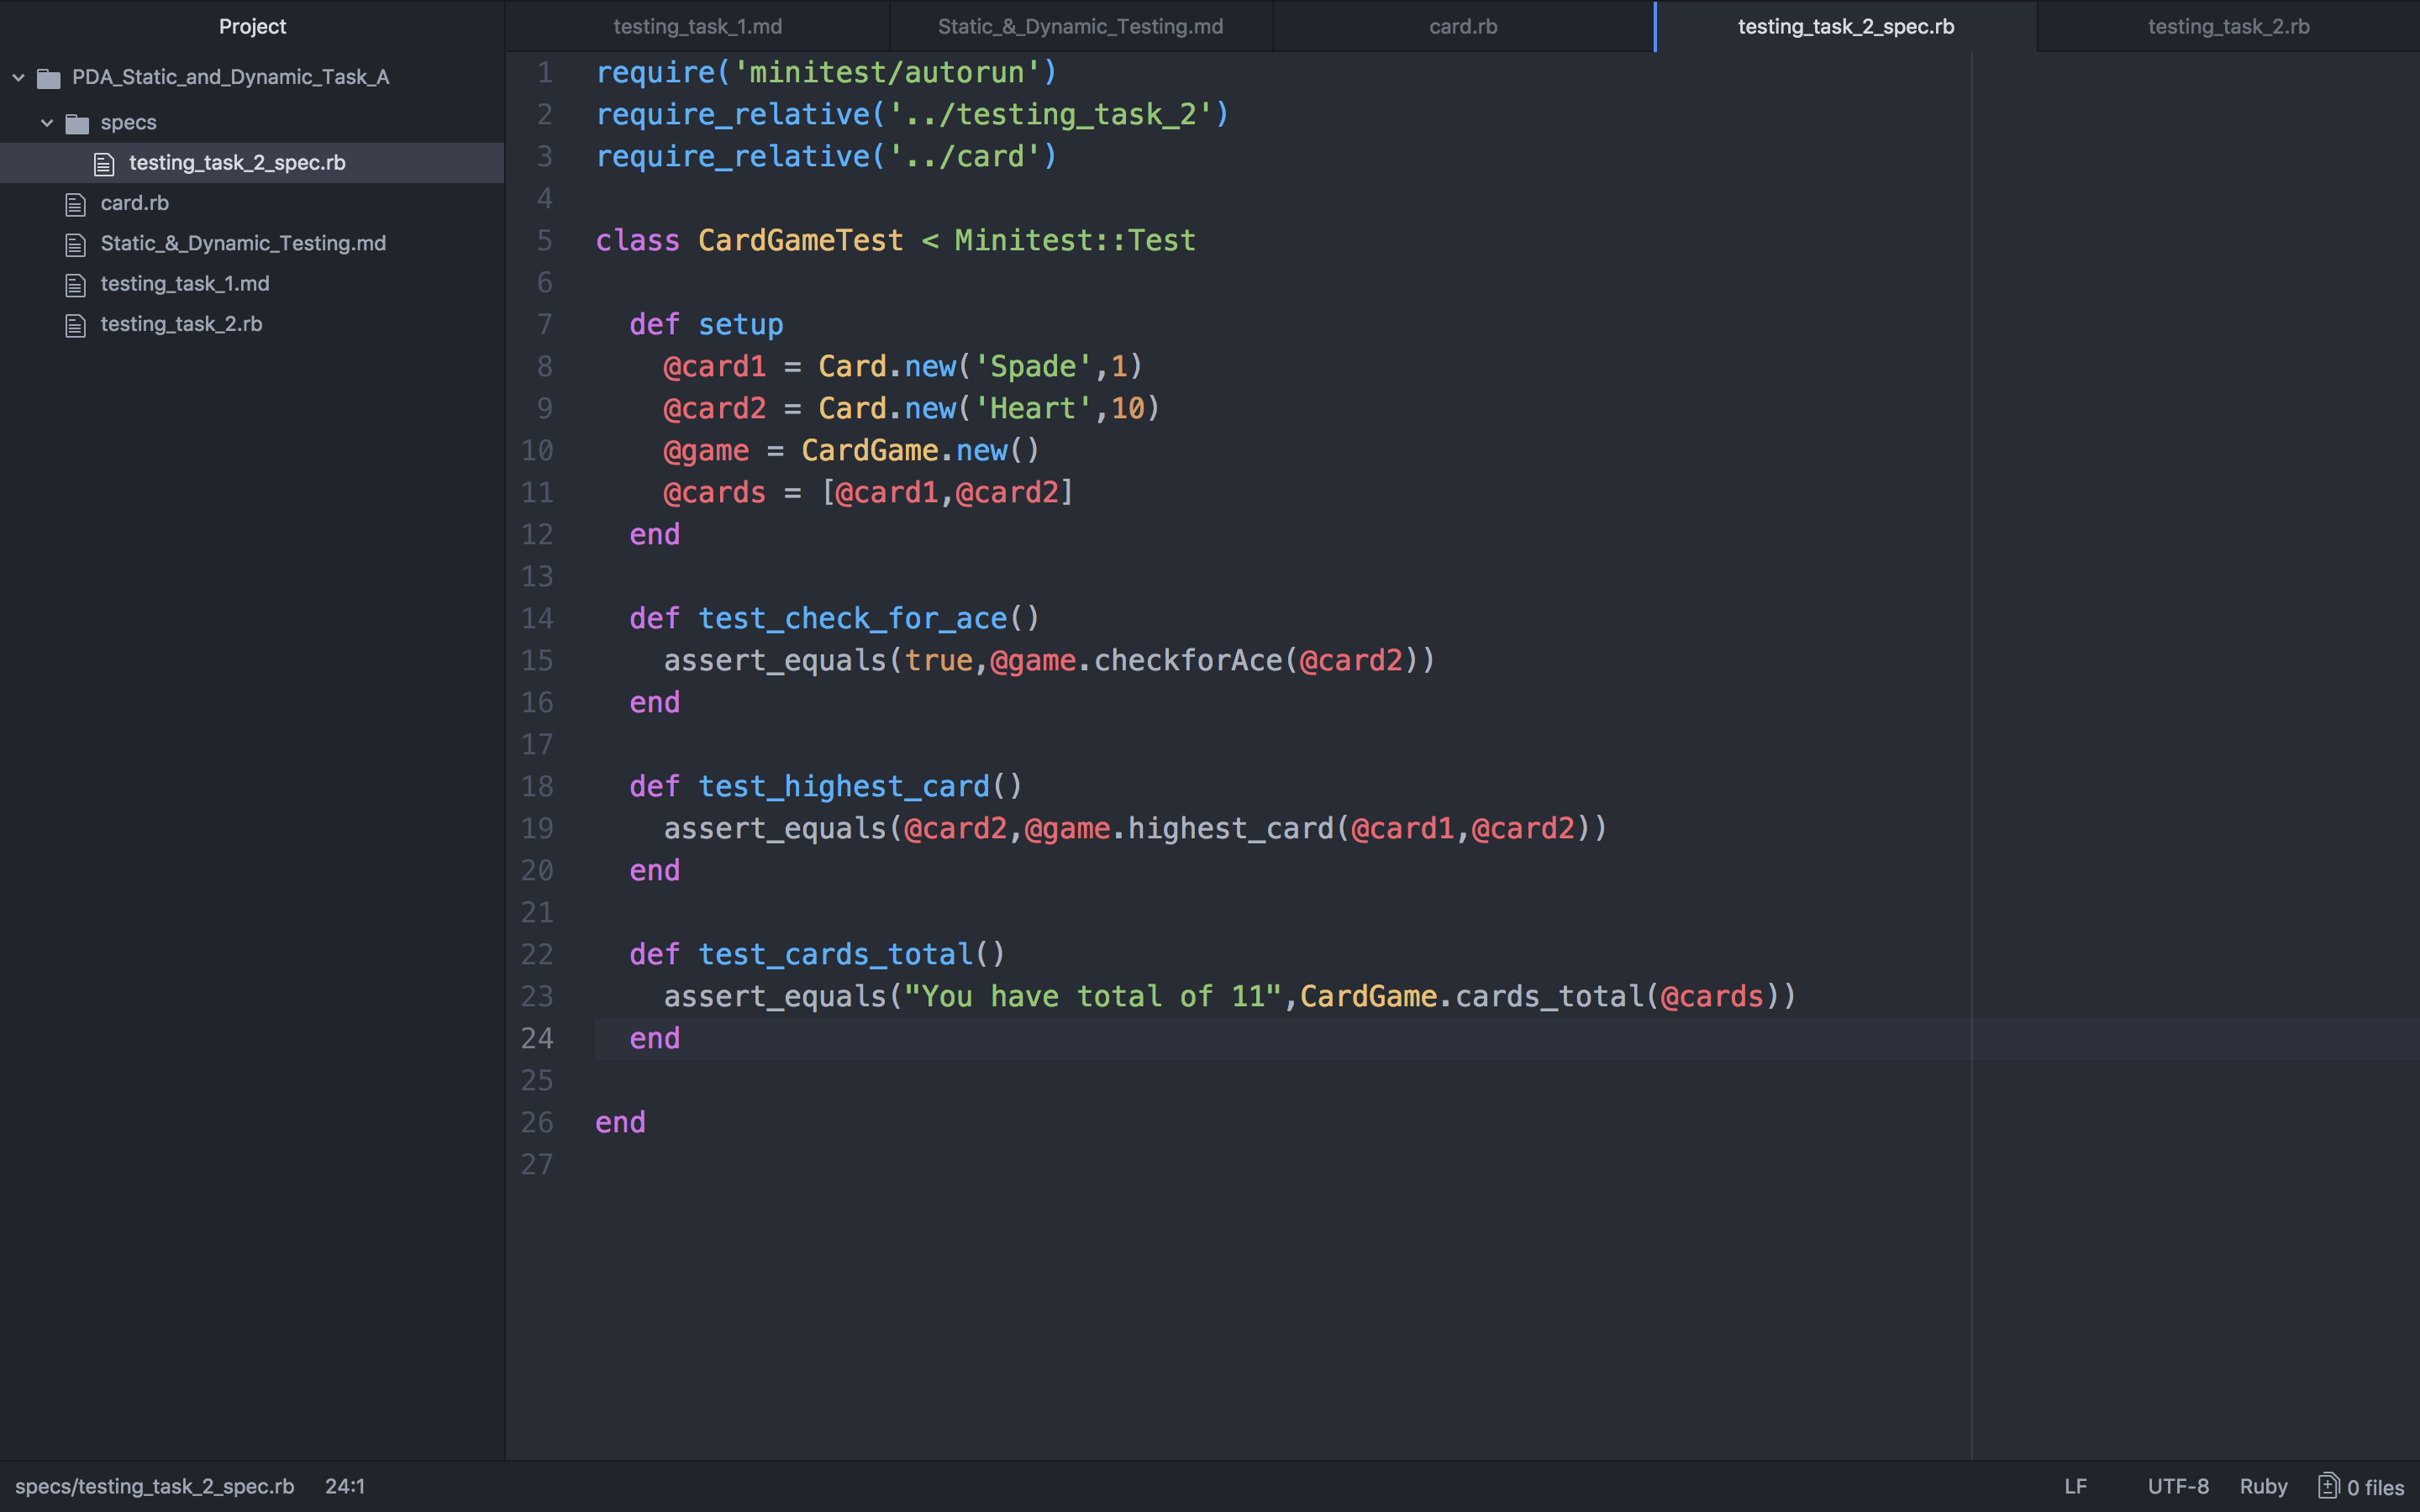 Project
PDA_Static_and_Dynamic_Task_A
specs
testing_task_2_spec.rb
card.rb
Static_&_Dynamic_Testing.md
testing_task_1.md
testing_task_2.rb
testing_task_1.md
Static_&_Dynamic_Testing.md
card.rb
testing_task_2_spec.rb
testing_task_2.rb
1 require('minitest/autorun')
2 require_relative('../testing_task_2')
3 require_relative('../card')
4
5 class CardGameTest < Minitest::Test
6
7   def setup
8     @card1 = Card.new('Spade',1)
9     @card2 = Card.new('Heart',10)
10     @game = CardGame.new()
11     @cards = [@card1,@card2]
12   end
13
14   def test_check_for_ace()
15     assert_equals(true,@game.checkforAce(@card2))
16   end
17
18   def test_highest_card()
19     assert_equals(@card2,@game.highest_card(@card1,@card2))
20   end
21
22   def test_cards_total()
23     assert_equals("You have total of 11",CardGame.cards_total(@cards))
24   end
25
26 end
27
specs/testing_task_2_spec.rb 24:1
LF UTF-8 Ruby 0 files